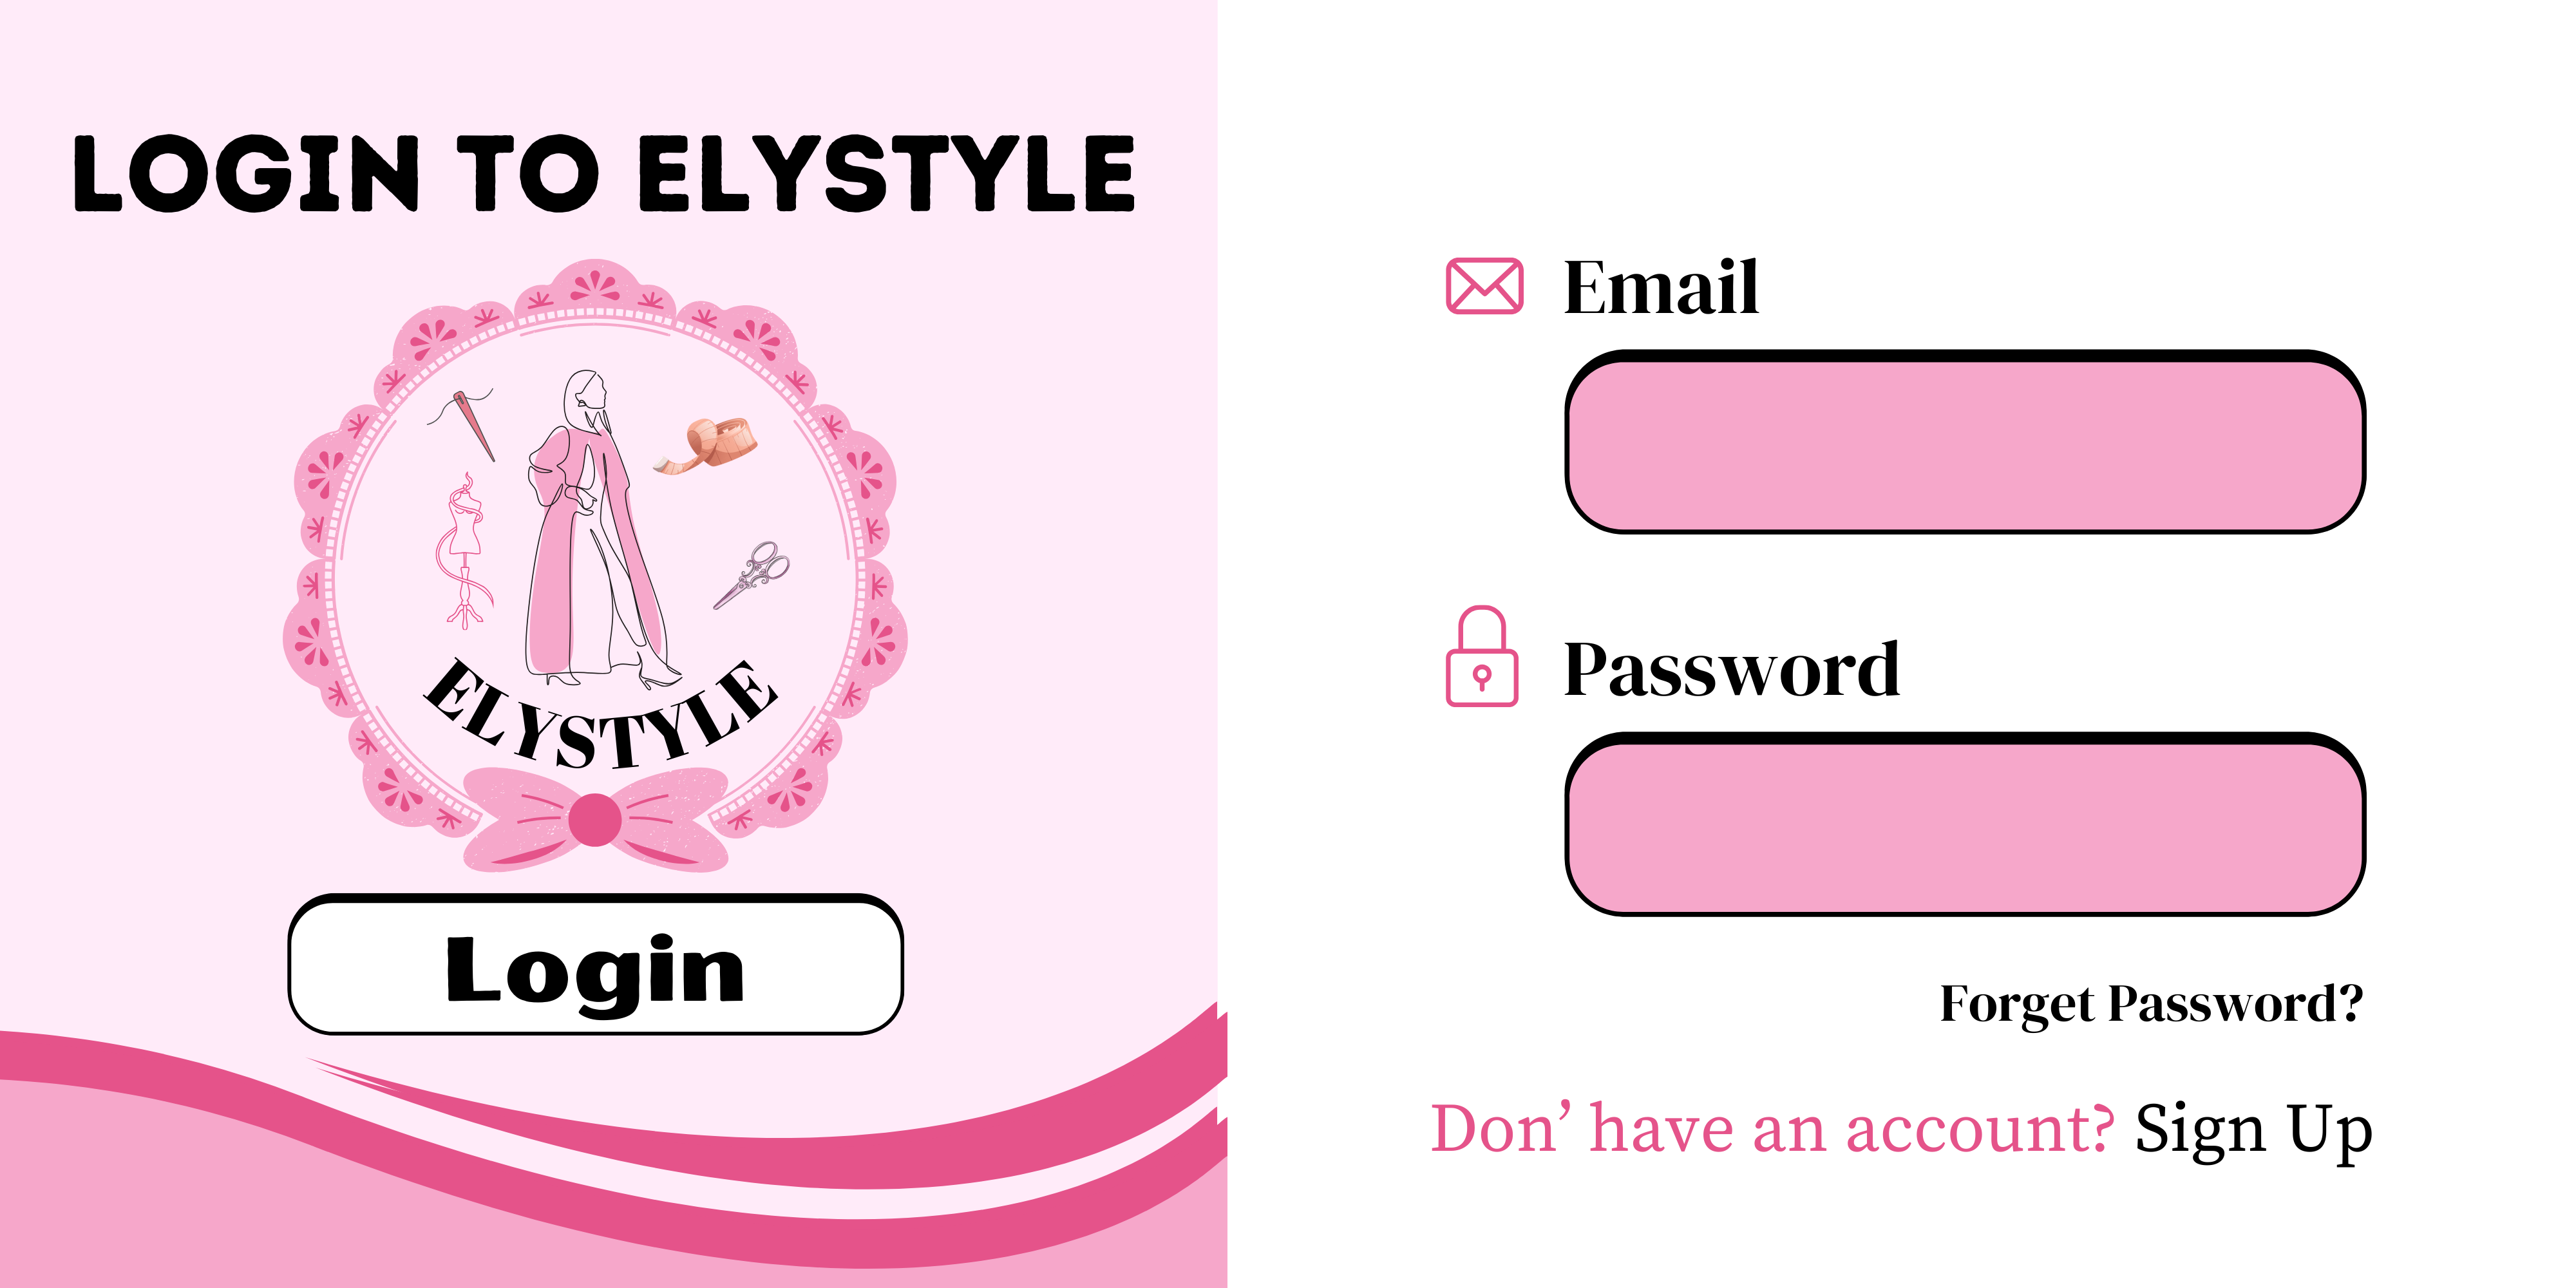 LOGIN TO ELYSTYLE
ELYSTYLE
Login
Email
Password
Forget Password?
Don’ have an account? Sign Up